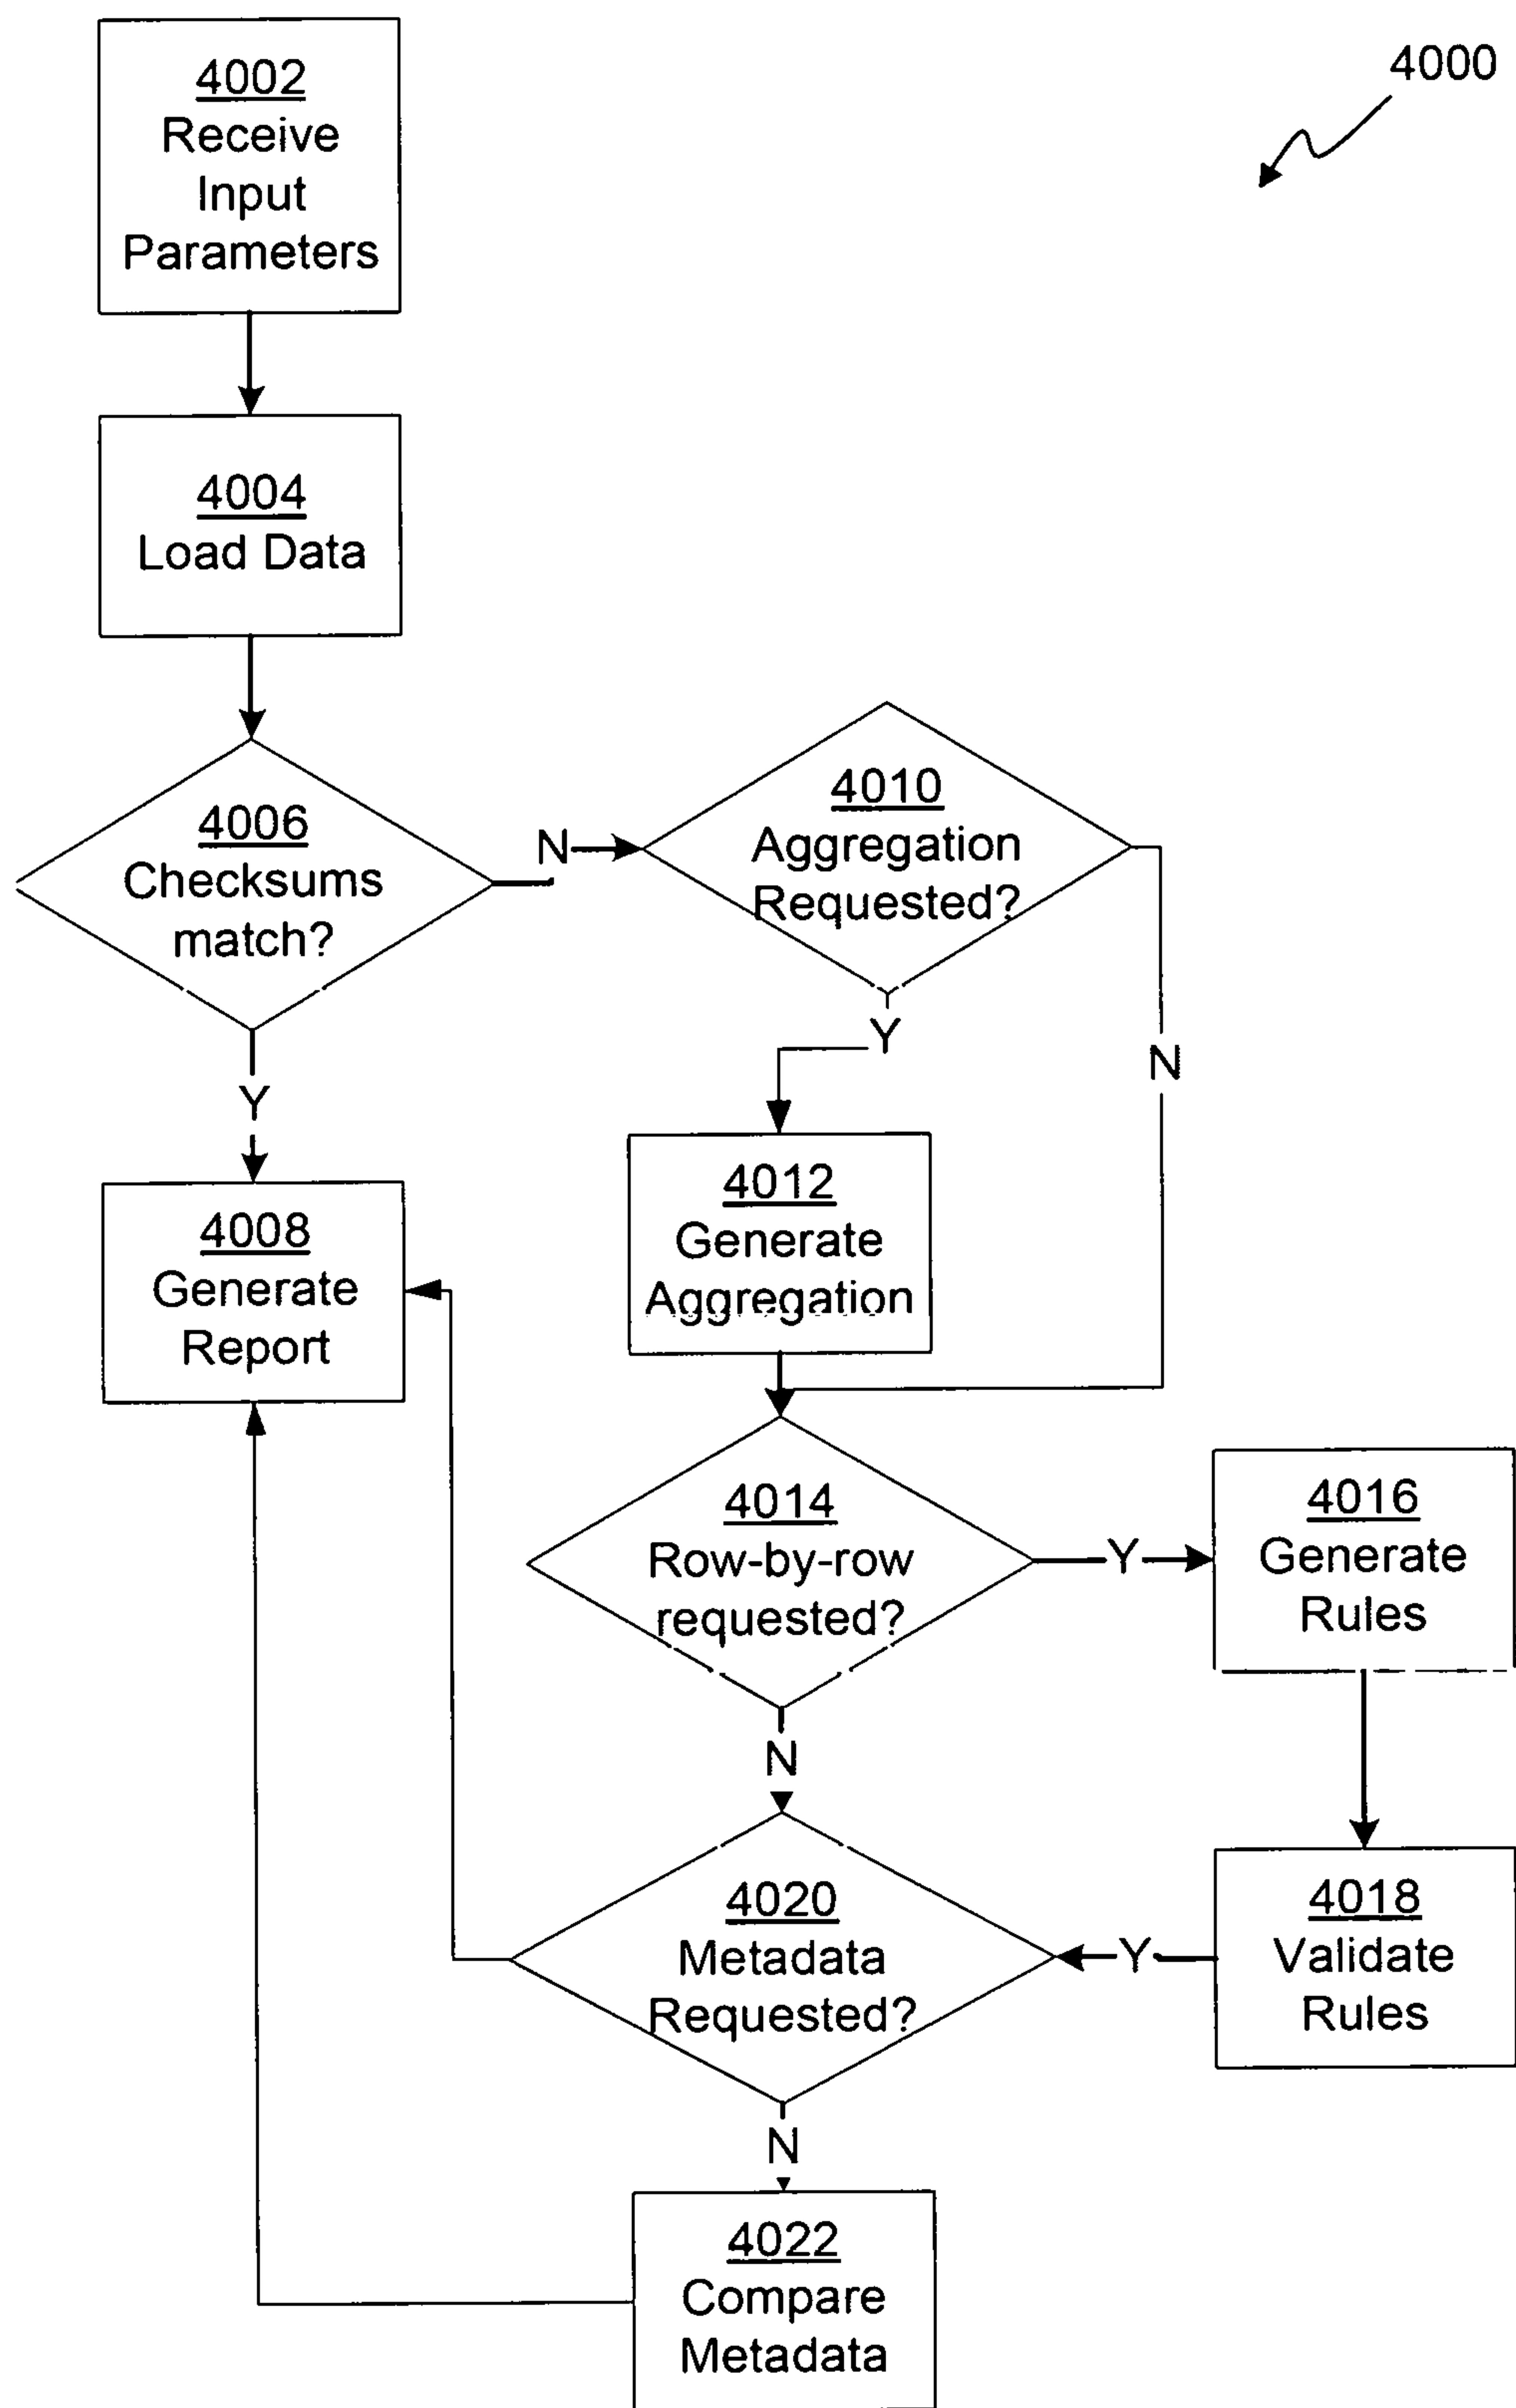 4000
4002
Receive
Input
Parameters
4004
Load Data
4006
Checksums
match?
N
Y
4008
Generate
Report
4010
Aggregation
Requested?
Y
N
4012
Generate
Aggregation
4014
Row-by-row
requested?
Y
N
4016
Generate
Rules
4018
Validate
Rules
Y
4020
Metadata
Requested?
N
4022
Compare
Metadata